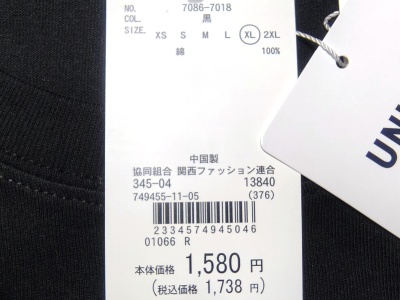 NO. 7086-7018
COL. 黒
SIZE. XS S M L XL 2XL
綿 100%
中国製
協同組合 関西ファッション連合
345-04 13840
749455-11-05 (376)
2334574945046
01066 R
本体価格 1,580 円
(税込価格 1,738 円)
UN